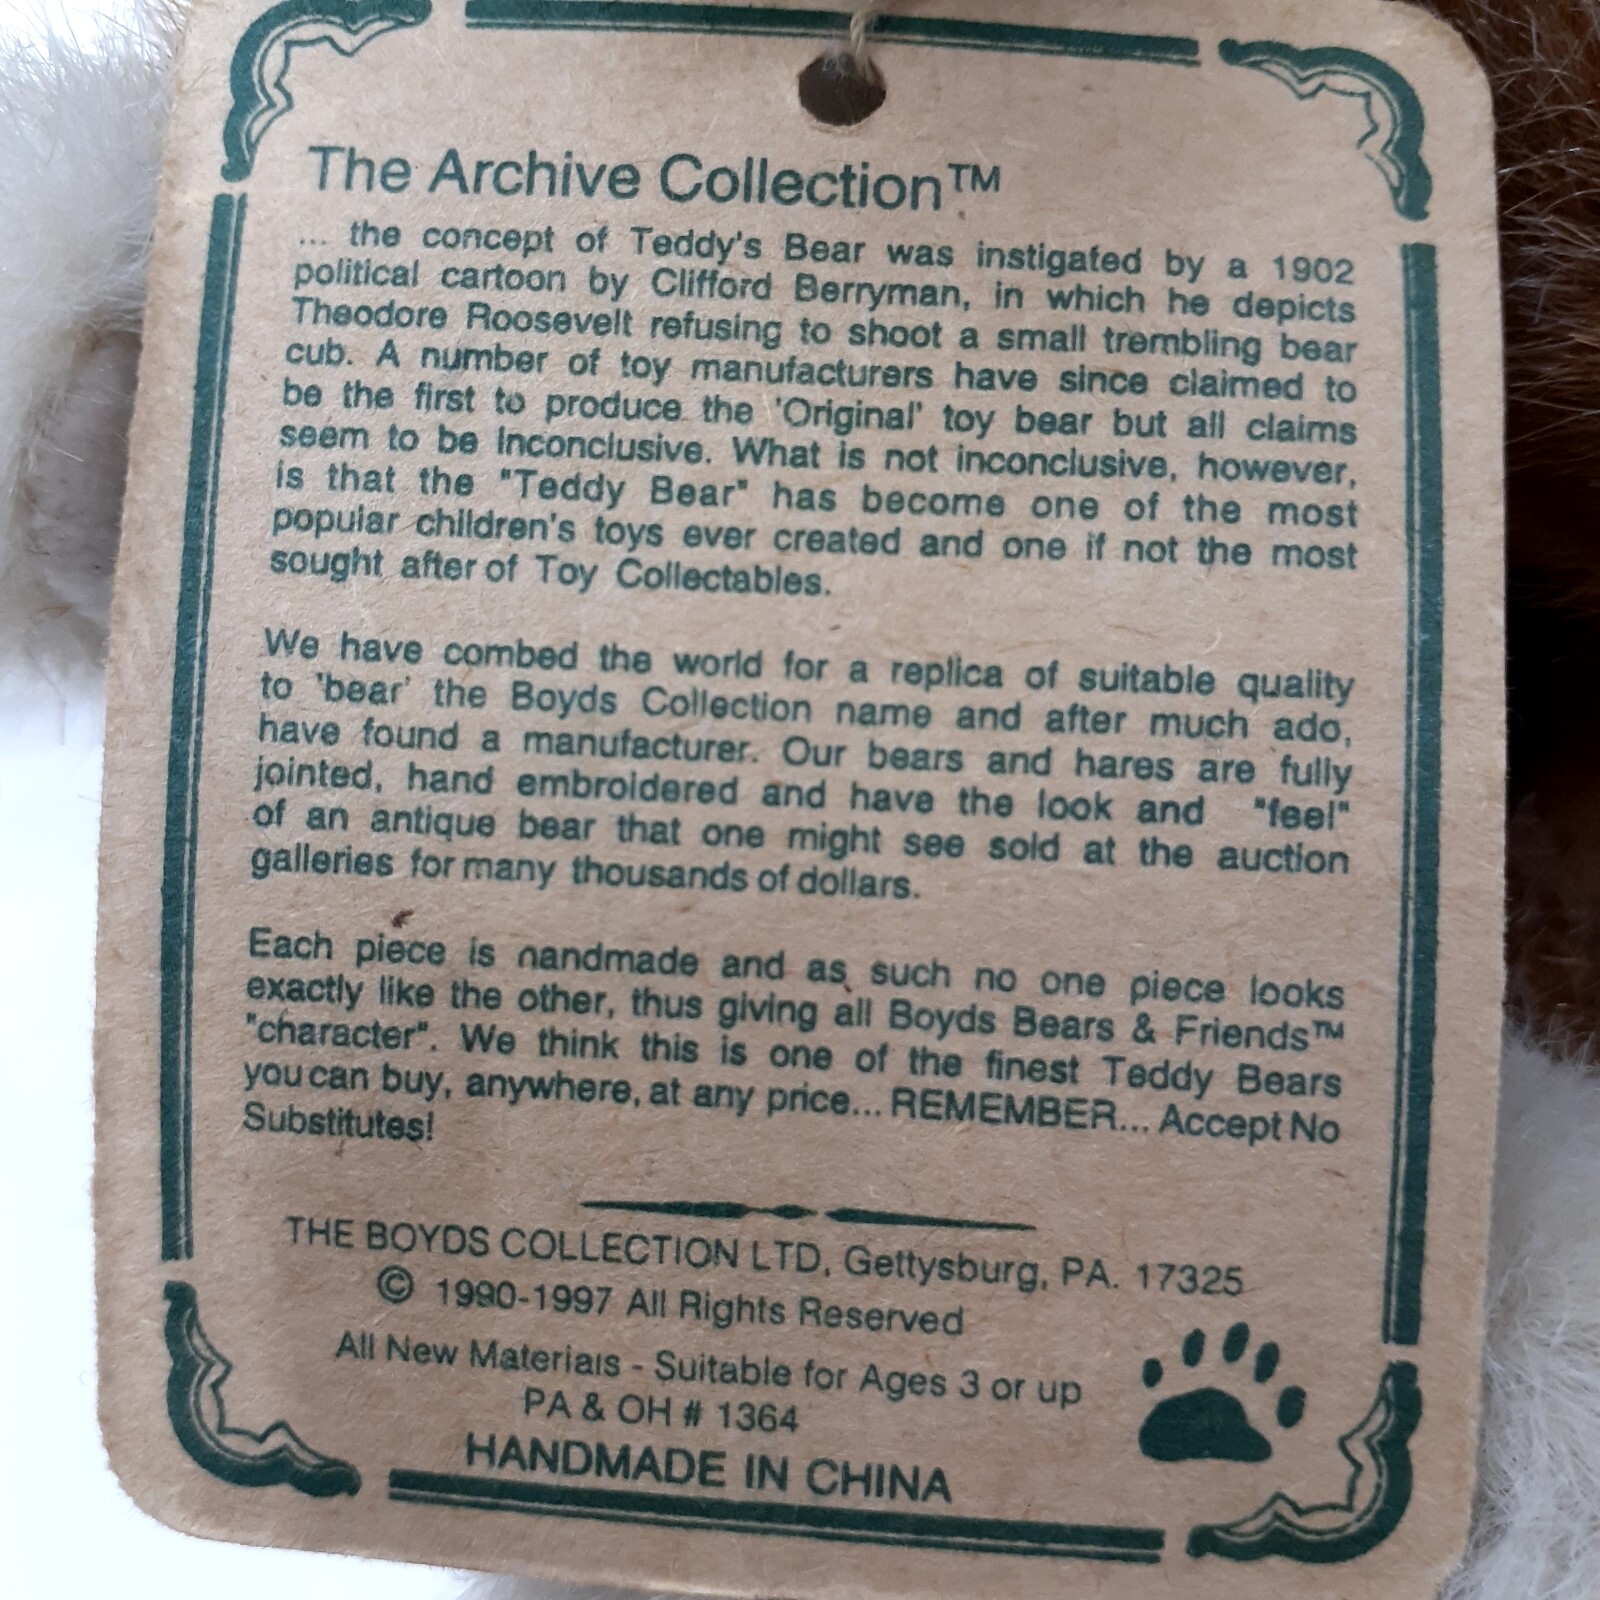 The Archive Collection™
... the concept of Teddy's Bear was instigated by a 1902
political cartoon by Clifford Berryman, in which he depicts
Theodore Roosevelt refusing to shoot a small trembling bear
cub. A number of toy manufacturers have since claimed to
be the first to produce the 'Original' toy bear but all claims
seem to be inconclusive. What is not inconclusive, however,
is that the "Teddy Bear" has become one of the most
popular children's toys ever created and one if not the most
sought after of Toy Collectables.
We have combed the world for a replica of suitable quality
to 'bear' the Boyds Collection name and after much ado,
have found a manufacturer. Our bears and hares are fully
jointed, hand embroidered and have the look and "feel"
of an antique bear that one might see sold at the auction
galleries for many thousands of dollars.
Each piece is handmade and as such no one piece looks
exactly like the other, thus giving all Boyds Bears & Friends™
"character". We think this is one of the finest Teddy Bears
you can buy, anywhere, at any price... REMEMBER... Accept No
Substitutes!
THE BOYDS COLLECTION LTD, Gettysburg, PA. 17325
© 1990-1997 All Rights Reserved
All New Materials - Suitable for Ages 3 or up
PA & OH # 1364
HANDMADE IN CHINA